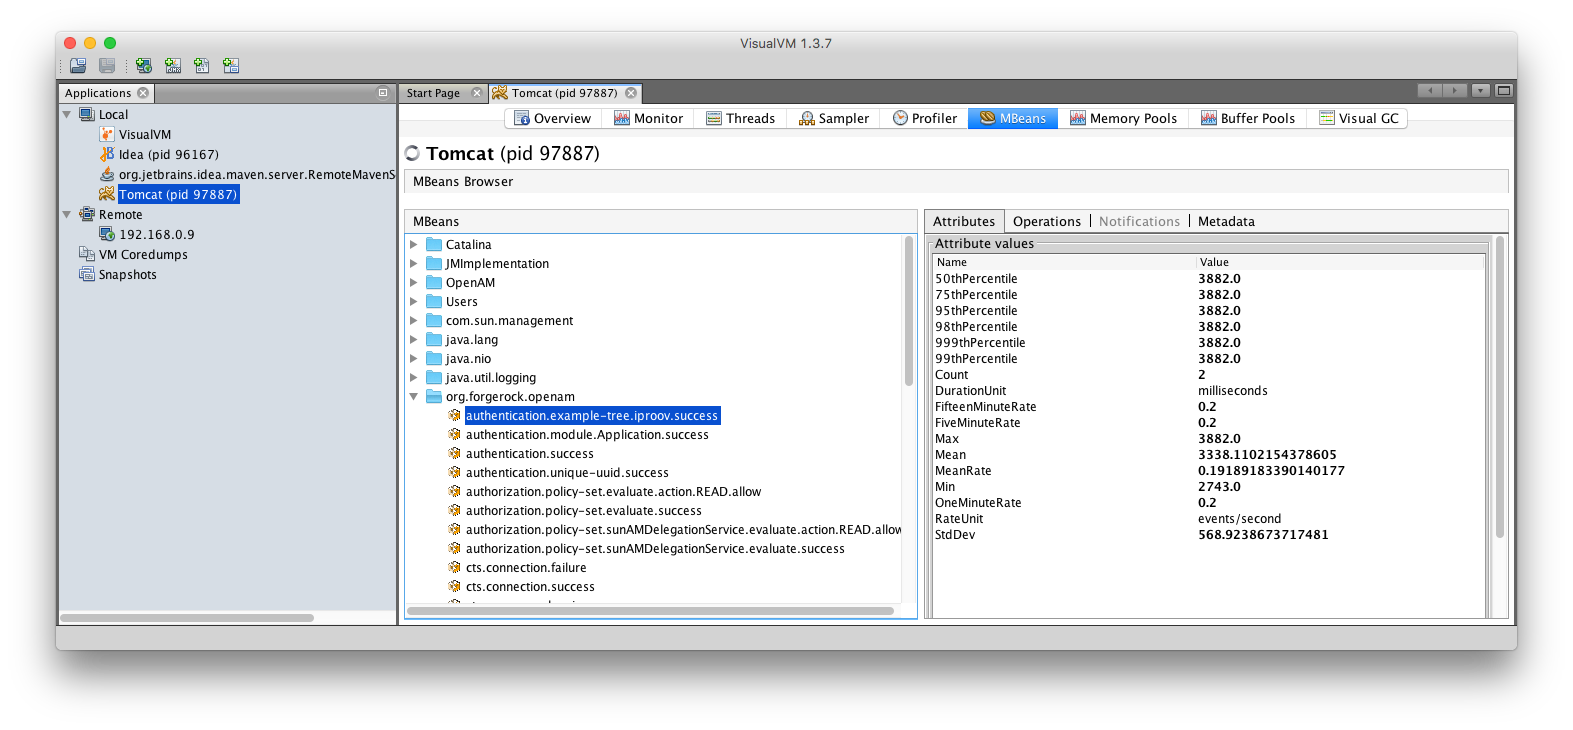 VisualVM 1.3.7
Applications
Local
VisualVM
Idea (pid 96167)
org.jetbrains.idea.maven.server.RemoteMavenS
Tomcat (pid 97887)
Remote
192.168.0.9
VM Coredumps
Snapshots
Start Page
Tomcat (pid 97887)
Overview
Monitor
Threads
Sampler
Profiler
MBeans
Memory Pools
Buffer Pools
Visual GC
Tomcat (pid 97887)
MBeans Browser
MBeans
Catalina
JMImplementation
OpenAM
Users
com.sun.management
java.lang
java.nio
java.util.logging
org.forgerock.openam
authentication.example-tree.iproov.success
authentication.module.Application.success
authentication.success
authentication.unique-uuid.success
authorization.policy-set.evaluate.action.READ.allow
authorization.policy-set.evaluate.success
authorization.policy-set.sunAMDelegationService.evaluate.action.READ.allow
authorization.policy-set.sunAMDelegationService.evaluate.success
cts.connection.failure
cts.connection.success
Attributes
Operations
Notifications
Metadata
Attribute values
Name Value
50thPercentile 3882.0
75thPercentile 3882.0
95thPercentile 3882.0
98thPercentile 3882.0
999thPercentile 3882.0
99thPercentile 3882.0
Count 2
DurationUnit milliseconds
FifteenMinuteRate 0.2
FiveMinuteRate 0.2
Max 3882.0
Mean 3338.1102154378605
MeanRate 0.19189183390140177
Min 2743.0
OneMinuteRate 0.2
RateUnit events/second
StdDev 568.9238673717481